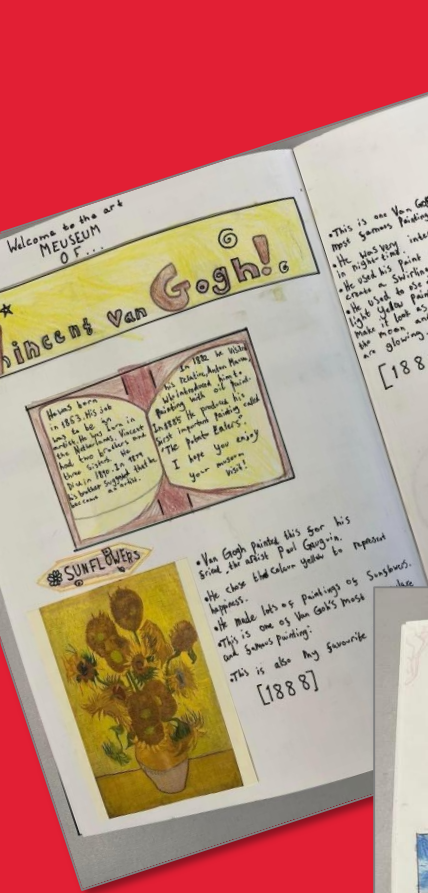 Welcome to the art
MEUSEUM
OF...
Vincent Van Gogh!
He was born
in 1853. His job
was to be an
artist. He was born in
the Netherlands. Vincent
had two brothers and
three sisters. He
Died in 1890. In 1879,
his brother suggested that he
become an artist.
In 1882 he visited
his relative, Anton Mauve,
who introduced him to
Painting with oil paint.
In 1885 he produced his
first important Painting called
"The Potato Eaters".
I hope you enjoy
your museum
visit!
SUNFLOWERS
•Van Gogh painted this for his
friend the artist Paul Gauguin.
•He chose the colour yellow to represent
happiness.
•He made lots of paintings of Sunflowers.
•This is one of Van Goh's most
and famous Painting.
•This is also my favourite
[1888]
•This is one Van
most famous Painting
•He was very
in night-time.
•He used his Paint
create a Swirling
•He used to use
light yellow Paint
make it look as
the moon and
are glowing.
[188